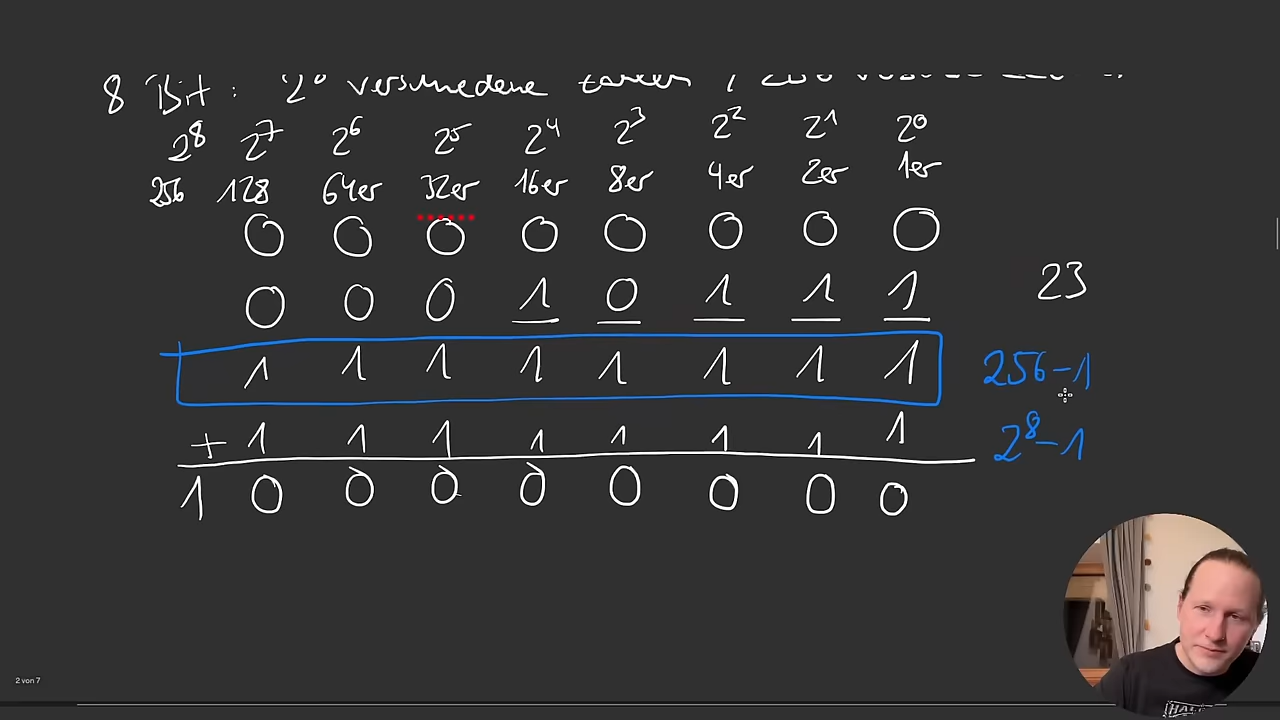 8 Bit: 2⁸ verschiedene
2⁸ 2⁷ 2⁶ 2⁵ 2⁴ 2³ 2² 2¹ 2⁰
256 128 64er 32er 16er 8er 4er 2er 1er
0 0 0 0 0 0 0 0
0 0 0 1 0 1 1 1 23
1 1 1 1 1 1 1 1 256-1
+ 1 1 1 1 1 1 1 1 2⁸-1
1 0 0 0 0 0 0 0 0
2 von 7